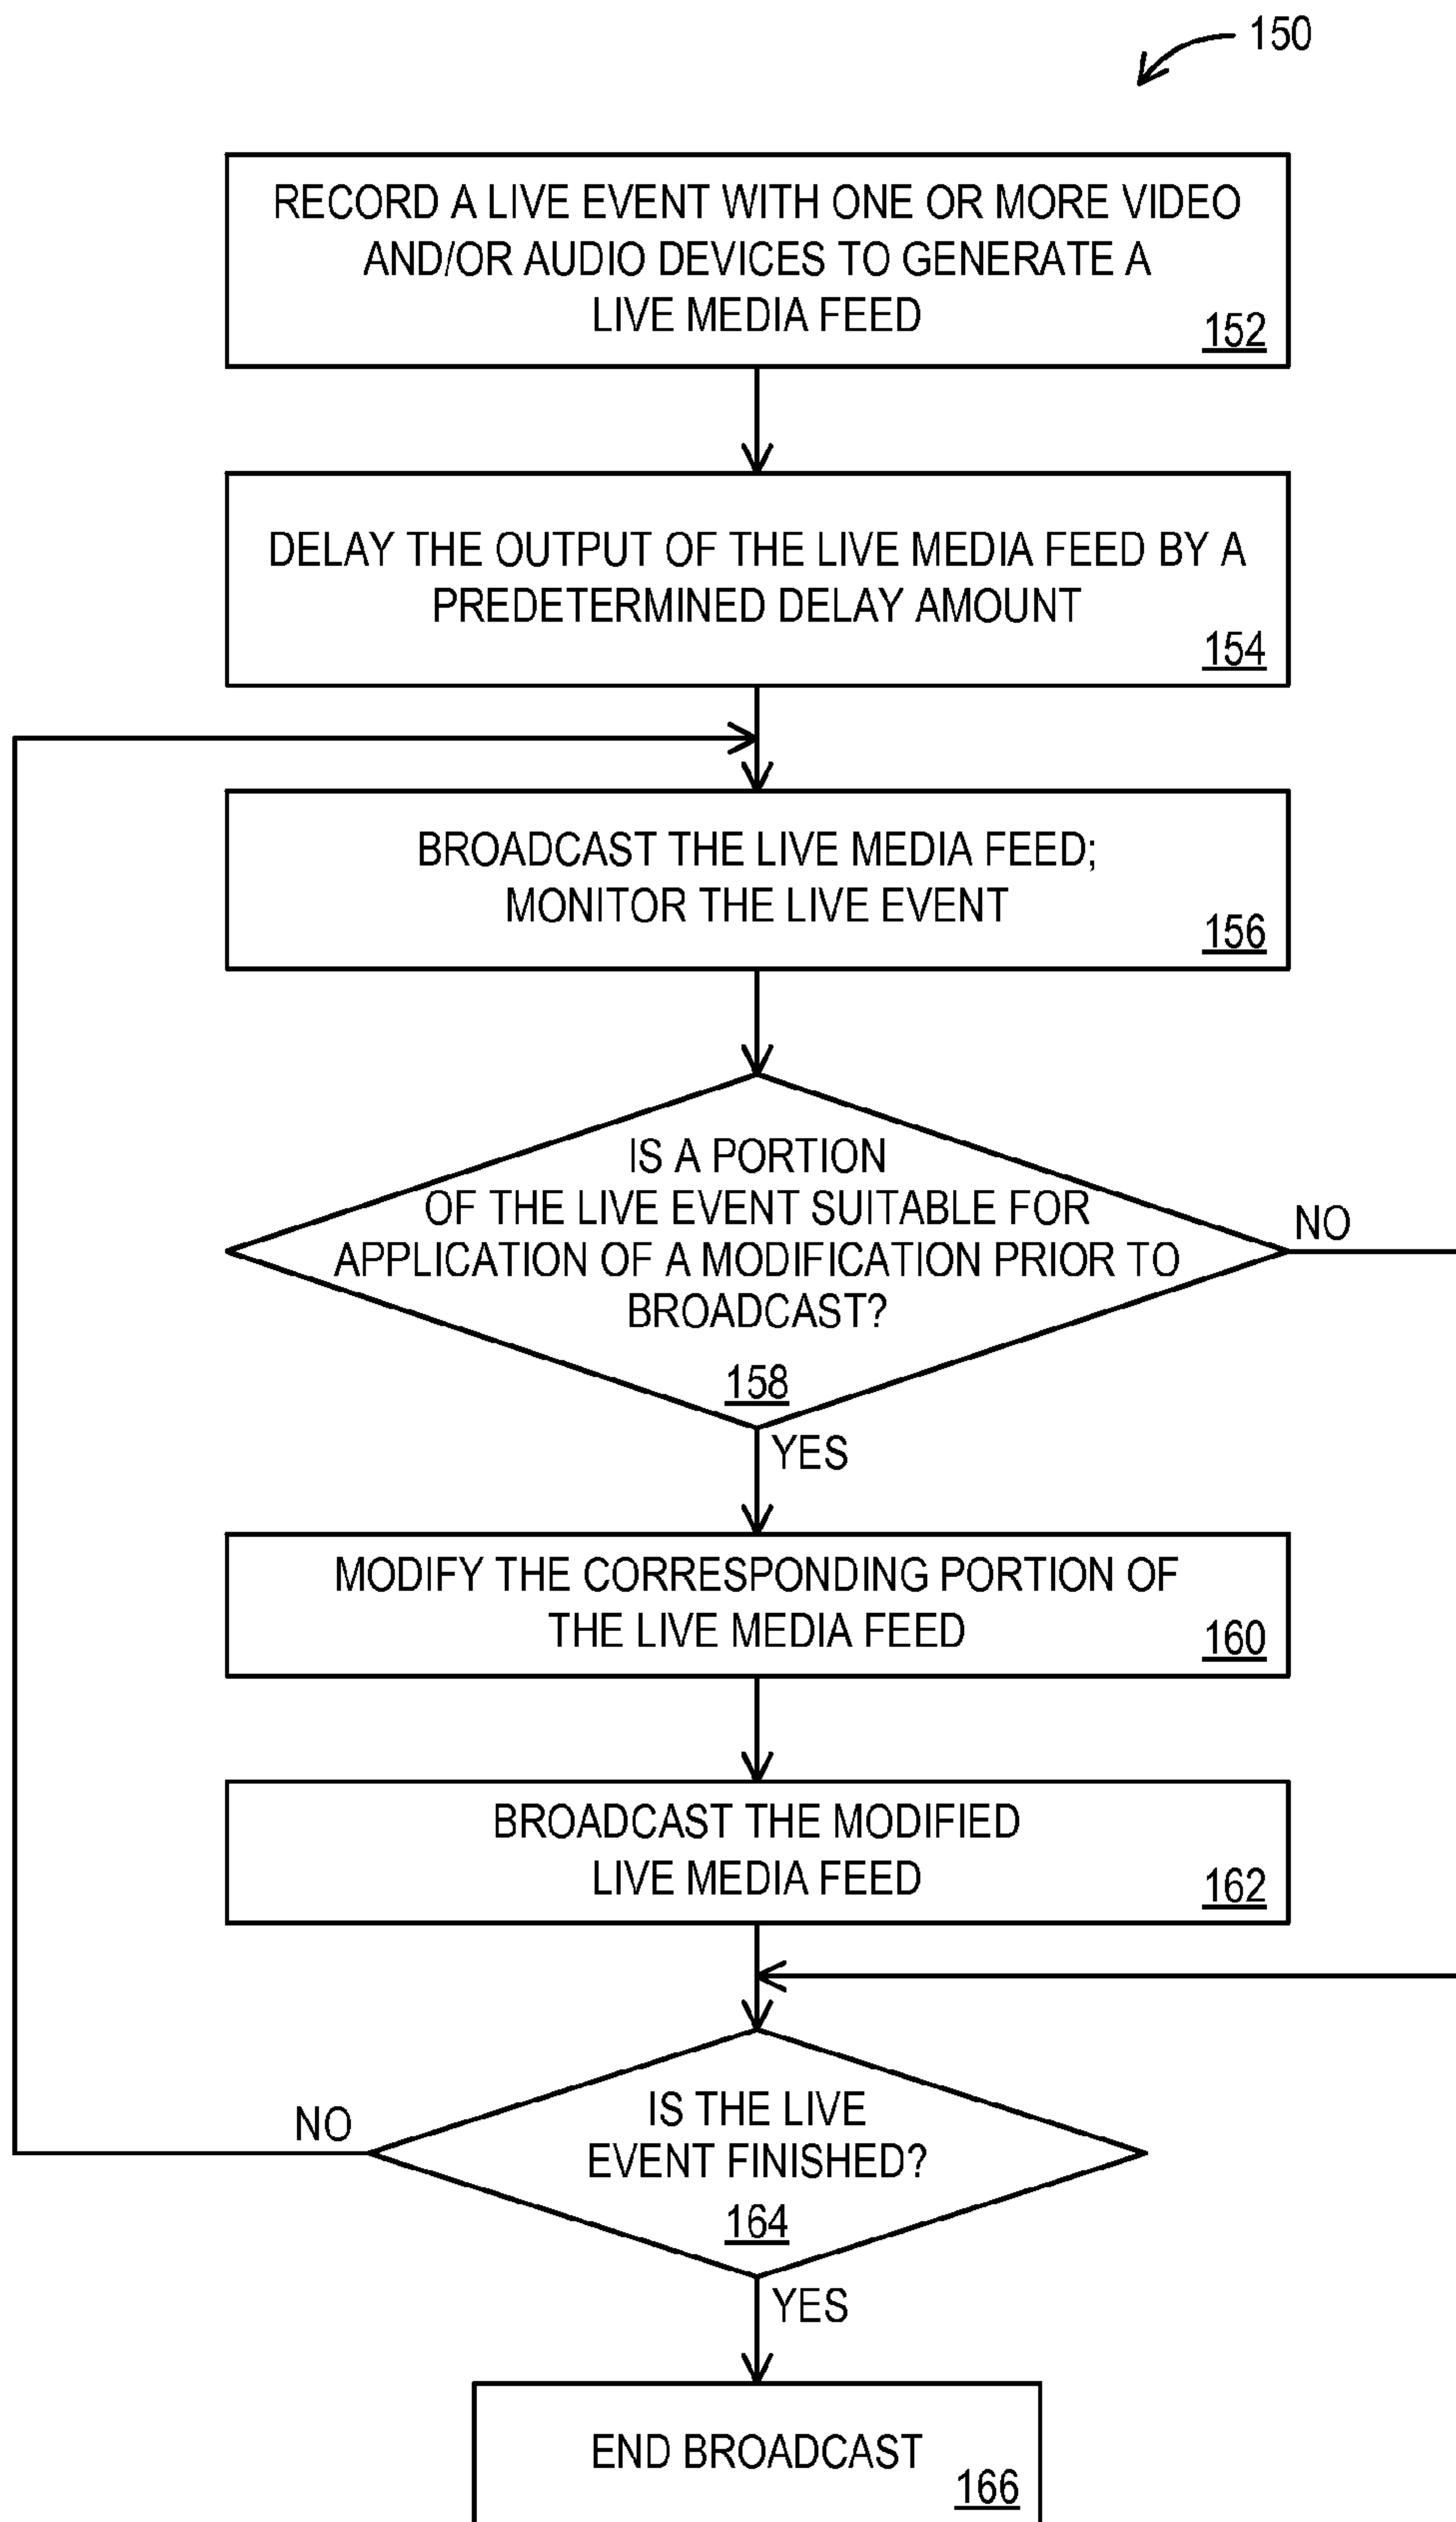 150
RECORD A LIVE EVENT WITH ONE OR MORE VIDEO
AND/OR AUDIO DEVICES TO GENERATE A
LIVE MEDIA FEED
152
DELAY THE OUTPUT OF THE LIVE MEDIA FEED BY A
PREDETERMINED DELAY AMOUNT
154
BROADCAST THE LIVE MEDIA FEED;
MONITOR THE LIVE EVENT
156
IS A PORTION
OF THE LIVE EVENT SUITABLE FOR
APPLICATION OF A MODIFICATION PRIOR TO
BROADCAST?
158
NO
YES
MODIFY THE CORRESPONDING PORTION OF
THE LIVE MEDIA FEED
160
BROADCAST THE MODIFIED
LIVE MEDIA FEED
162
IS THE LIVE
EVENT FINISHED?
164
NO
YES
END BROADCAST
166